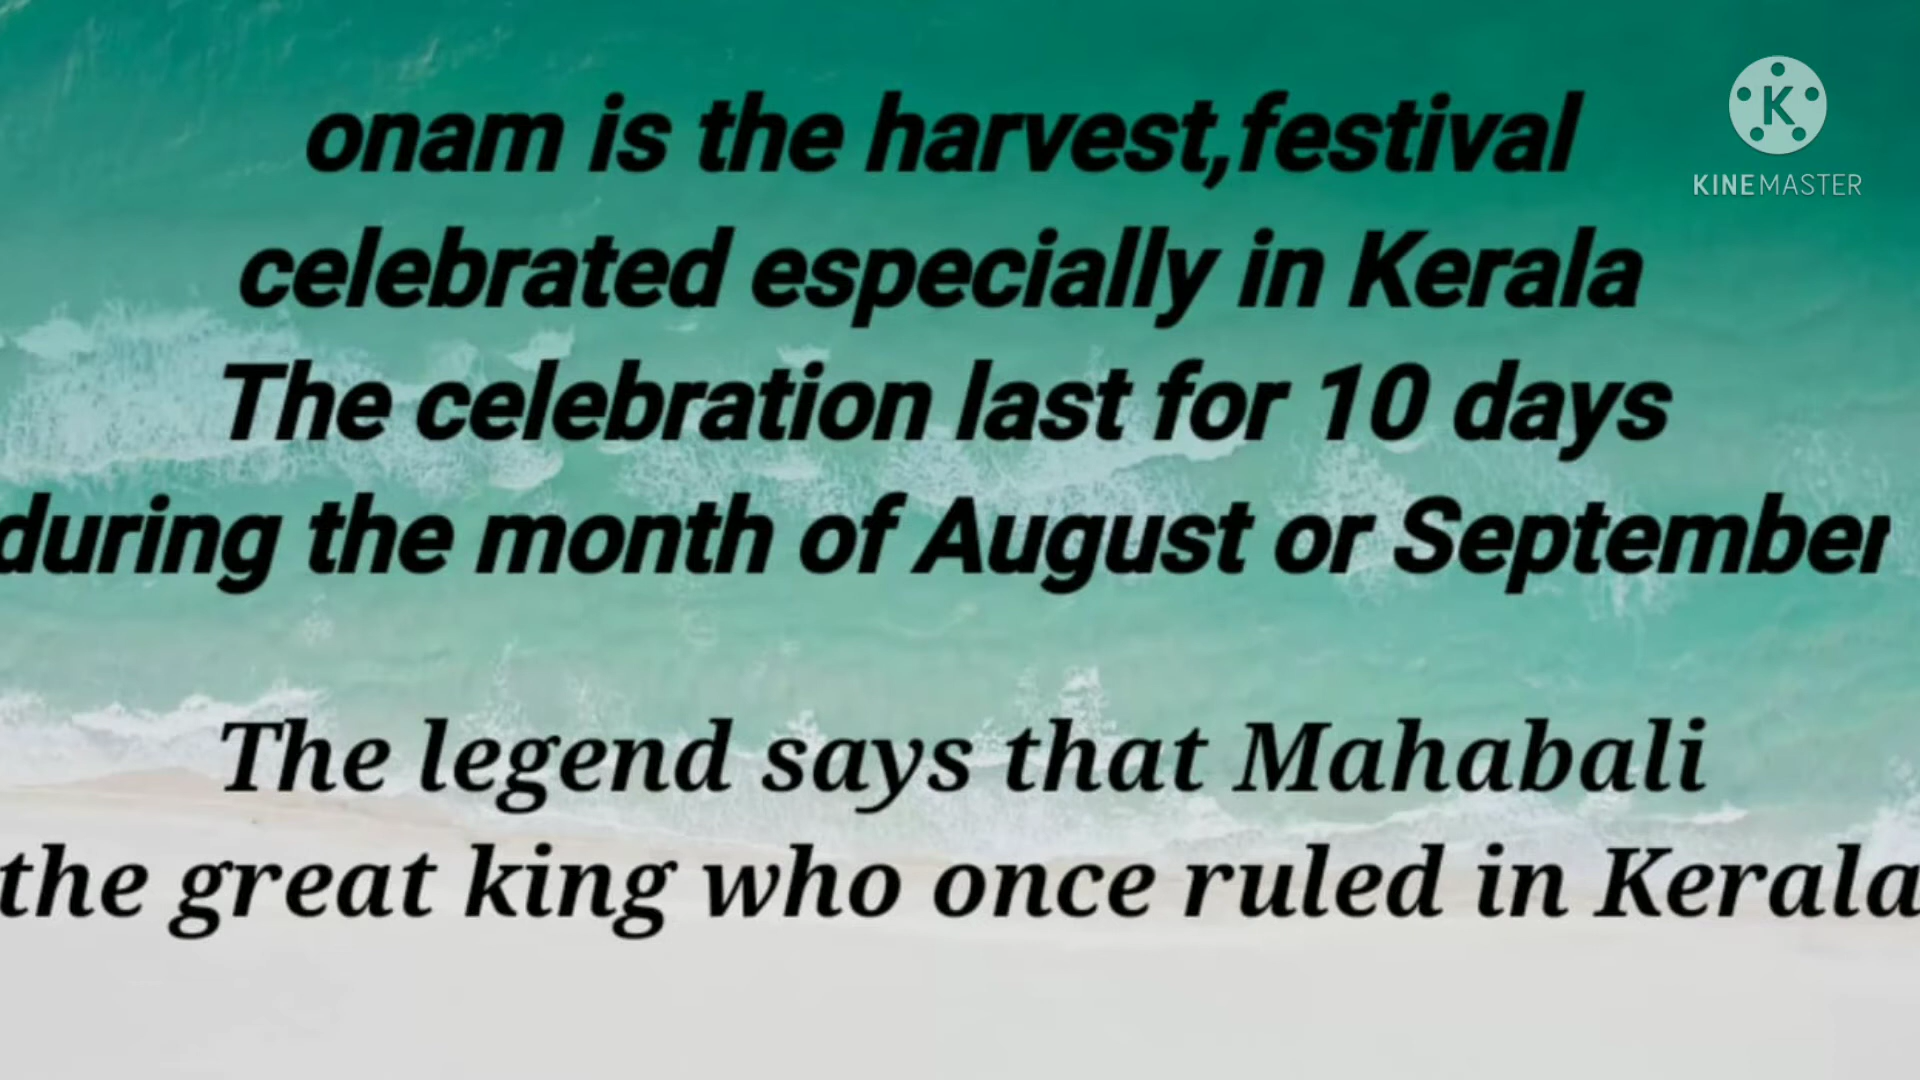 onam is the harvest,festival
KINEMASTER
celebrated especially in Kerala
The celebration last for 10 days
during the month of August or September
The legend says that Mahabali
the great king who once ruled in Kerala